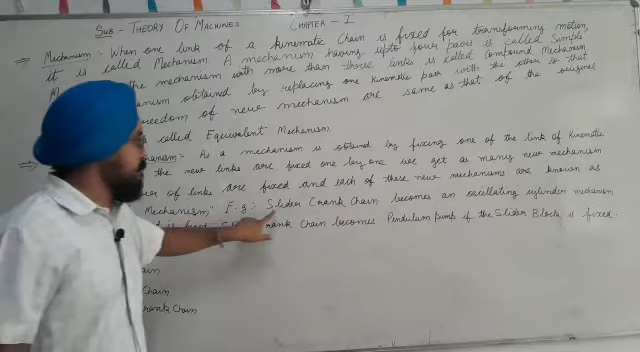 Sub - THEORY OF MACHINES CHAPTER - I
⇒ Mechanism :- When one link of a kinematic Chain is fixed for transforming motion,
it is called Mechanism. A mechanism having upto four pairs is called Simple
the mechanism with more than those links is called Compound Mechanism
obtained by replacing one kinematic pair with the other so that
freedom of new mechanism are same as that of the original
is called Equivalent Mechanism.
⇒ As a mechanism is obtained by fixing one of the link of Kinematic
the new links are fixed one by one we get as many new mechanism
of links are fixed and each of these new mechanisms are known as
Mechanism" E.g:- Slider Crank Chain becomes an oscillating cylinder mechanism
is fixed Crank Chain becomes Pendulum pump if the Slider Block is fixed.
Chain
Chain
Crank Chain